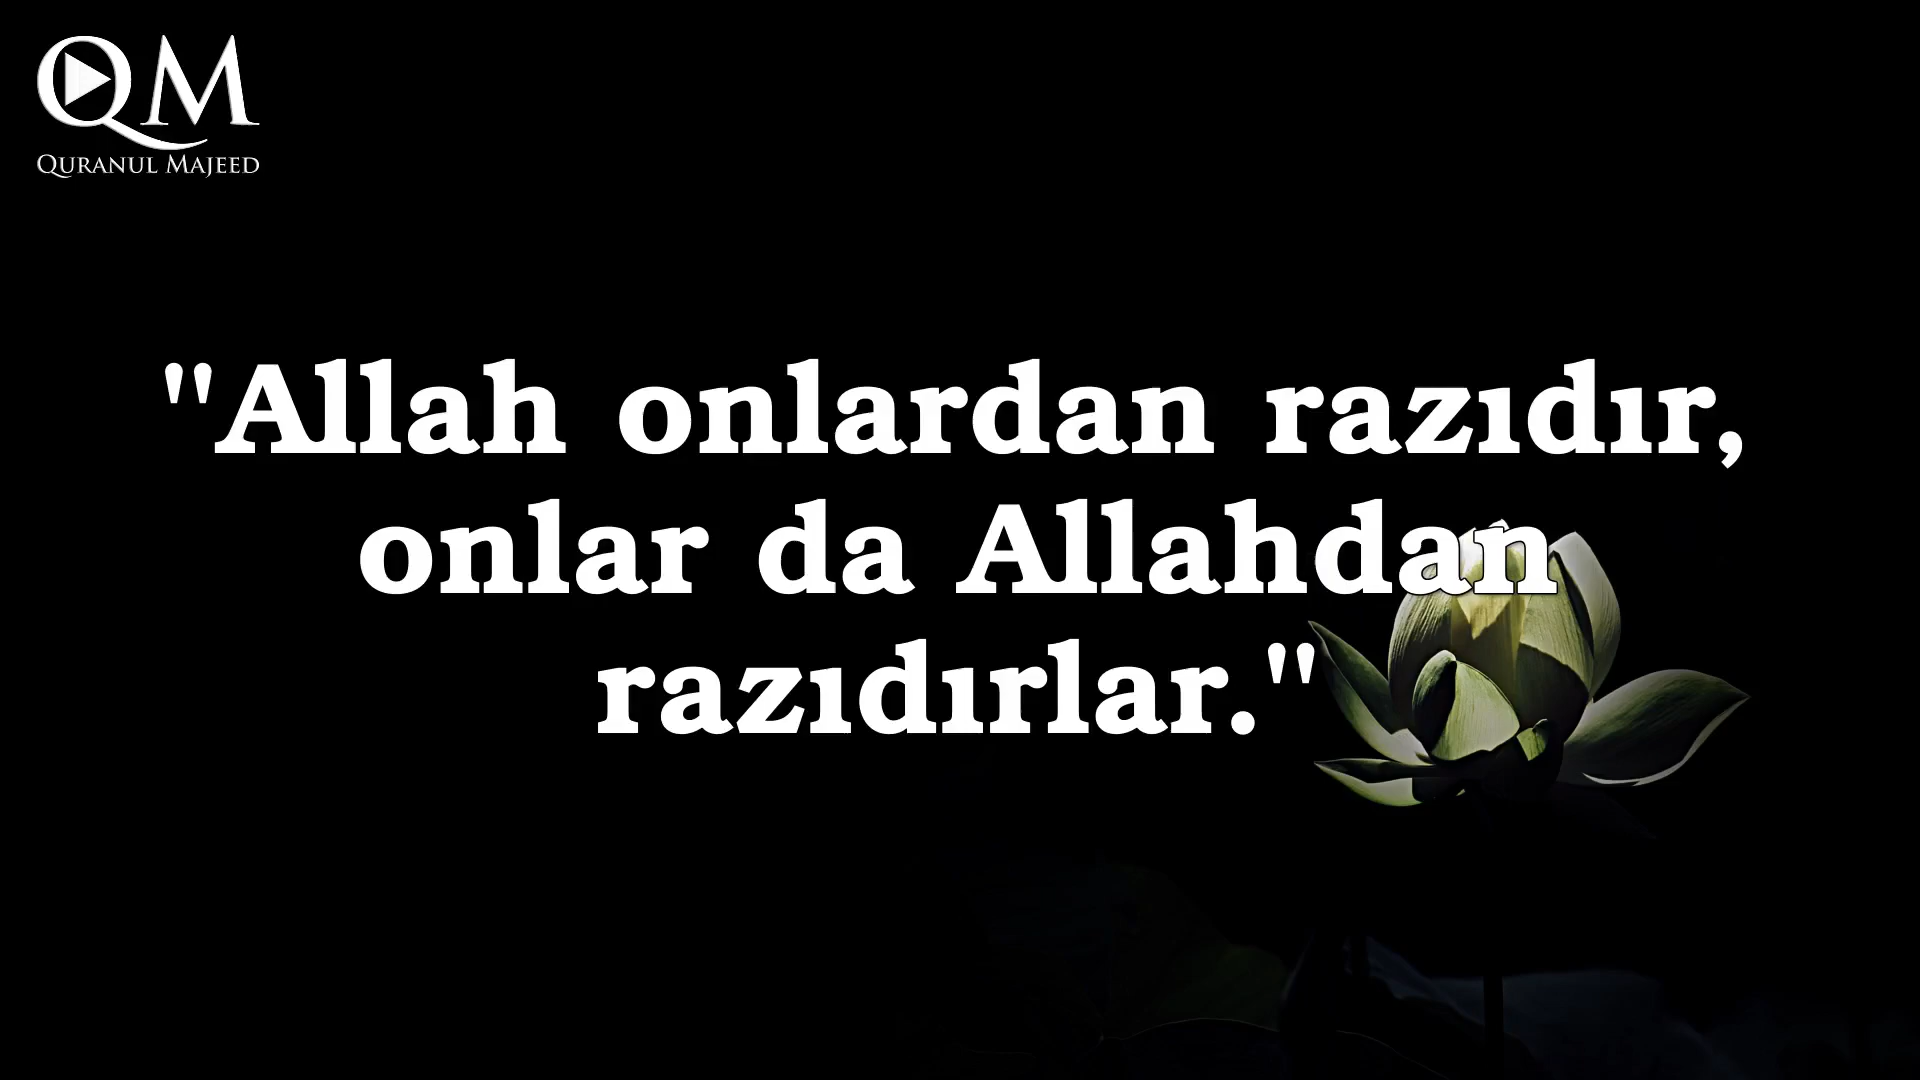 QM
QURANUL MAJEED
"Allah onlardan razıdır,
onlar da Allahdan
razıdırlar."